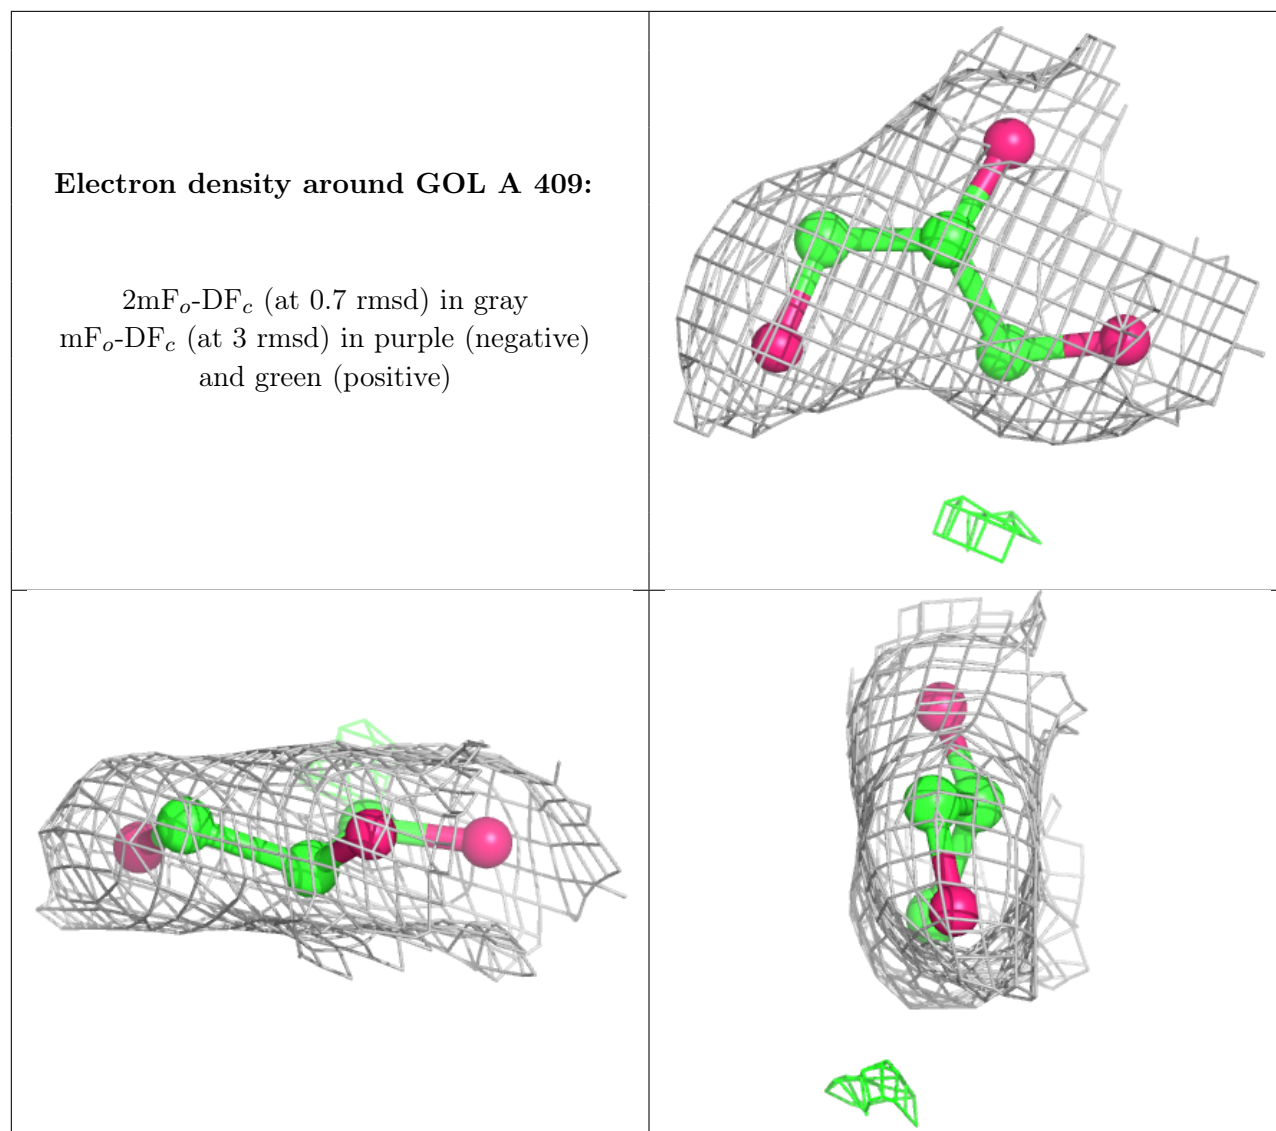 Electron density around GOL A 409:
2mFₒ-DF𝒸 (at 0.7 rmsd) in gray
mFₒ-DF𝒸 (at 3 rmsd) in purple (negative)
and green (positive)